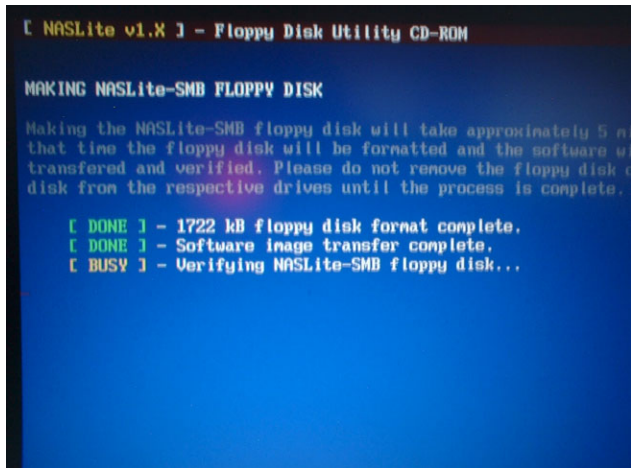 [ NASLite v1.X ] - Floppy Disk Utility CD-ROM
MAKING NASLite-SMB FLOPPY DISK
Making the NASLite-SMB floppy disk will take approximately 5
that time the floppy disk will be formatted and the software
transfered and verified. Please do not remove the floppy disk
disk from the respective drives until the process is complete.
[ DONE ] - 1722 kB floppy disk format complete.
[ DONE ] - Software image transfer complete.
[ BUSY ] - Verifying NASLite-SMB floppy disk...